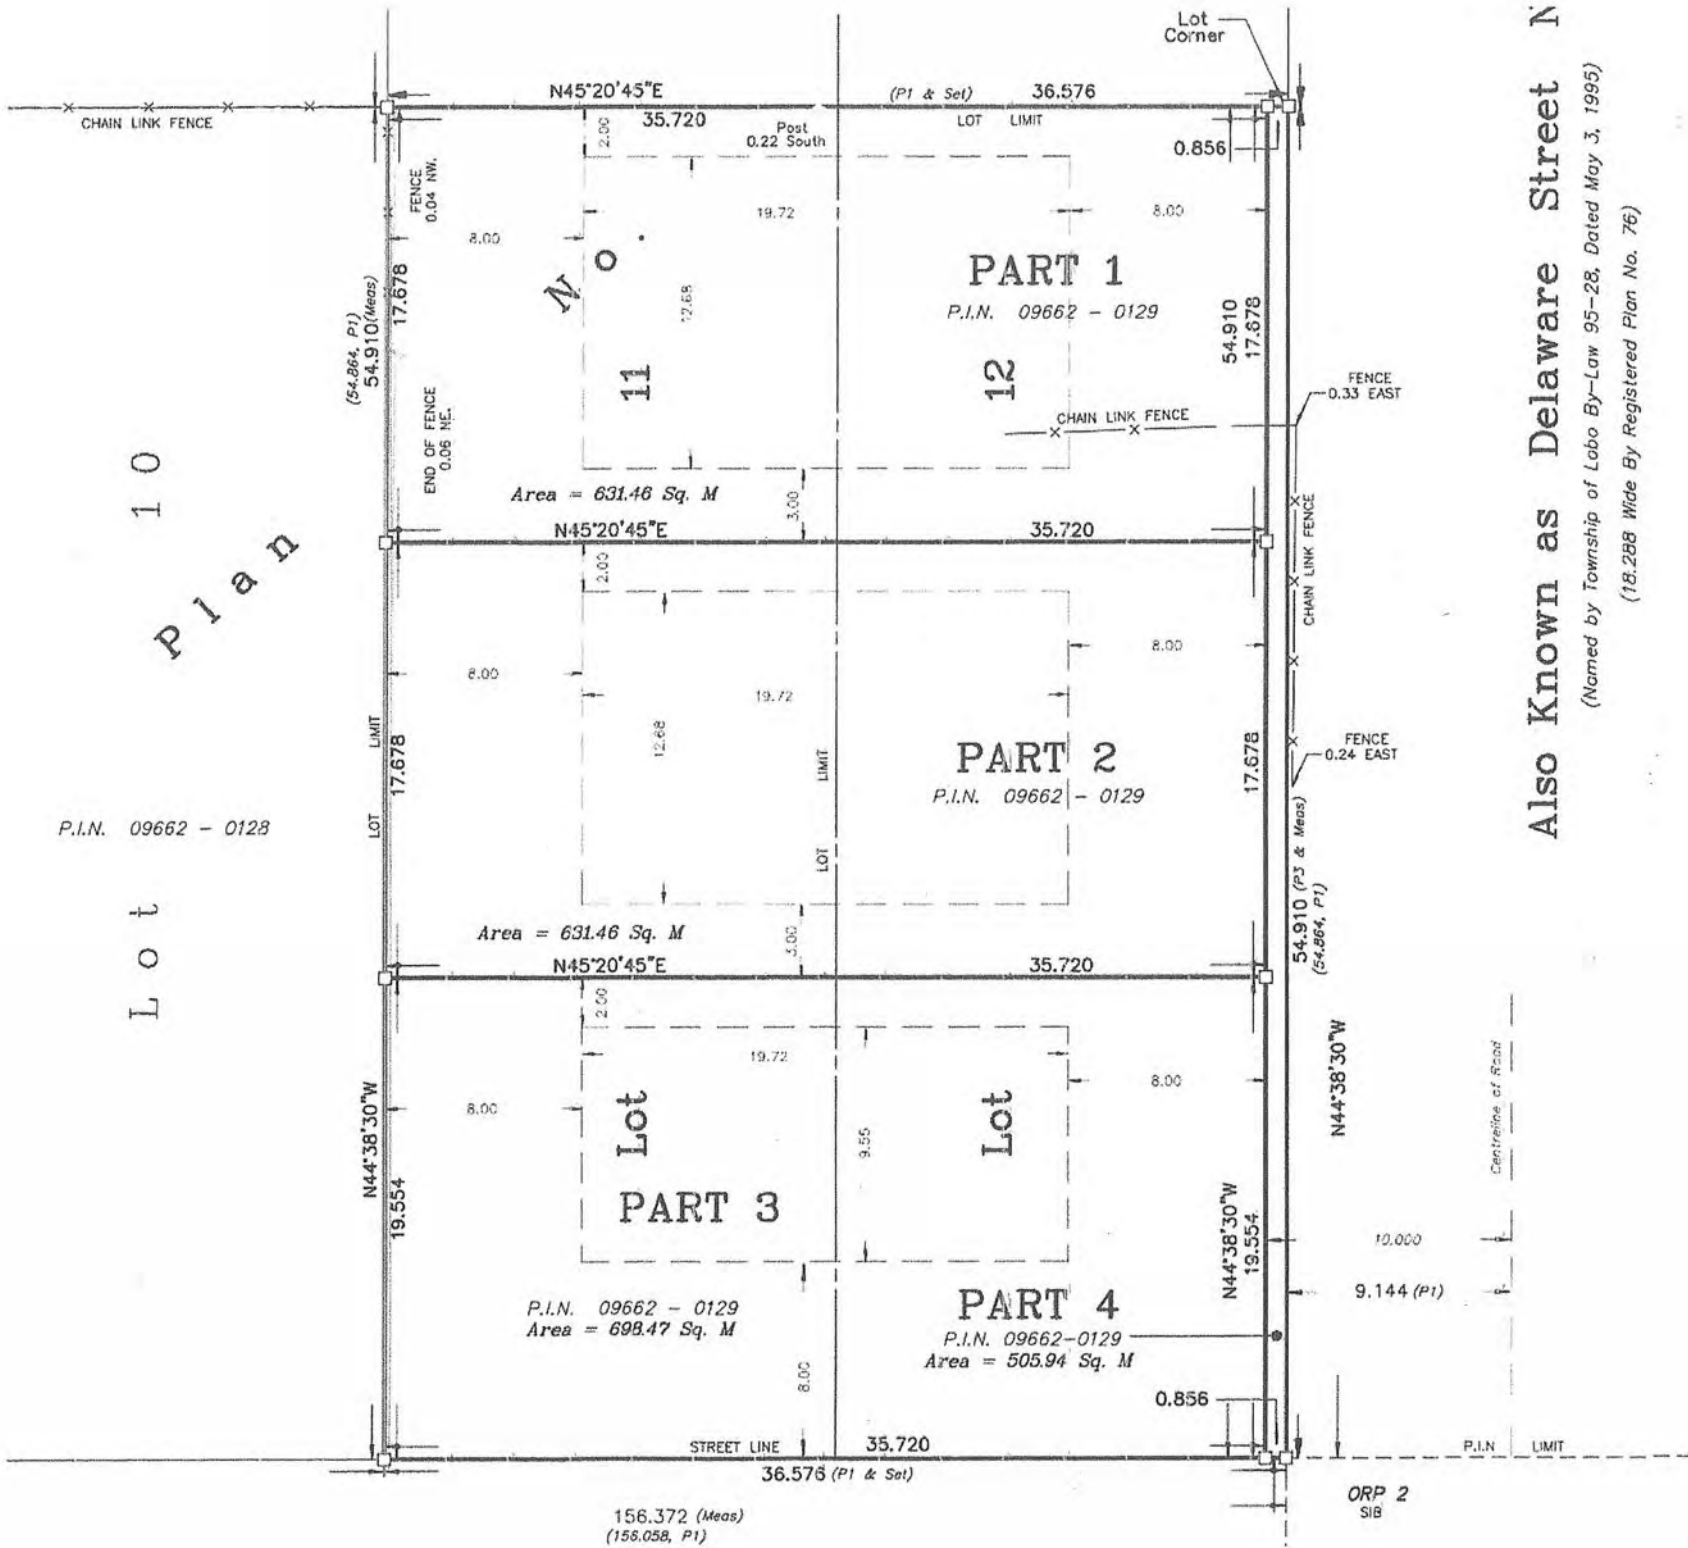 Lot
Corner
N45°20'45"E
(P1 & Set)
36.576
CHAIN LINK FENCE
35.720
LOT LIMIT
Post
0.22 South
2.00
0.856
FENCE
0.04 NW.
8.00
19.72
8.00
No.
PART 1
P.I.N. 09662 - 0129
17.678
(54.864, P1)
54.910 (Meas)
12.68
54.910
17.678
11
12
FENCE
0.33 EAST
CHAIN LINK FENCE
END OF FENCE
0.06 NE.
Area = 631.46 Sq. M
3.00
CHAIN LINK FENCE
N45°20'45"E
35.720
2.00
Plan
8.00
8.00
19.72
12.68
LOT LIMIT
17.678
LOT LIMIT
PART 2
P.I.N. 09662 - 0129
17.678
FENCE
0.24 EAST
P.I.N. 09662 - 0128
Lot 10
54.910 (P3 & Meas)
(54.864, P1)
Area = 631.46 Sq. M
3.00
N45°20'45"E
35.720
2.00
19.72
8.00
8.00
N44°38'30"W
19.554
Lot
9.55
Lot
PART 3
N44°38'30"W
Centreline of Road
N44°38'30"W
19.554
10.000
9.144 (P1)
P.I.N. 09662 - 0129
Area = 698.47 Sq. M
PART 4
P.I.N. 09662-0129
Area = 505.94 Sq. M
8.00
0.856
STREET LINE
35.720
P.I.N LIMIT
36.576 (P1 & Set)
ORP 2
SIB
156.372 (Meas)
(156.058, P1)
Also Known as Delaware Street N
(Named by Township of Lobo By-Law 95-28, Dated May 3, 1995)
(18.288 Wide By Registered Plan No. 76)